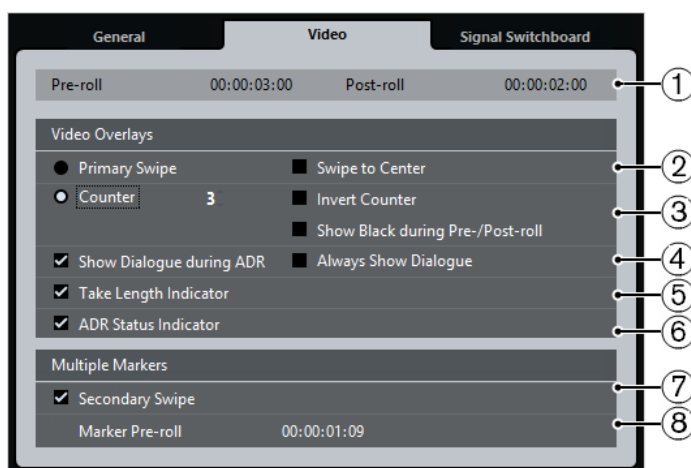 General Video Signal Switchboard
Pre-roll 00:00:03:00 Post-roll 00:00:02:00 1
Video Overlays
Primary Swipe Swipe to Center 2
Counter 3 Invert Counter 3
Show Black during Pre-/Post-roll
Show Dialogue during ADR Always Show Dialogue 4
Take Length Indicator 5
ADR Status Indicator 6
Multiple Markers
Secondary Swipe 7
Marker Pre-roll 00:00:01:09 8